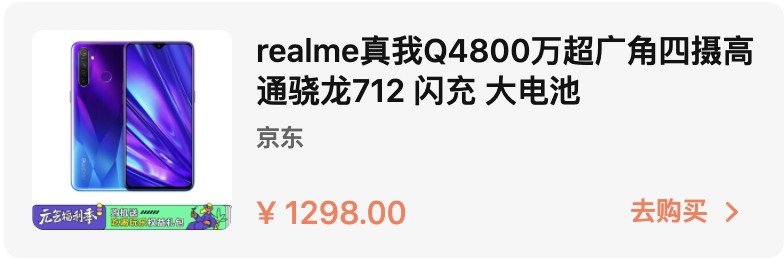 realme真我Q4800万超广角四摄高
通骁龙712 闪充 大电池
京东
元气福利季
¥ 1298.00
去购买